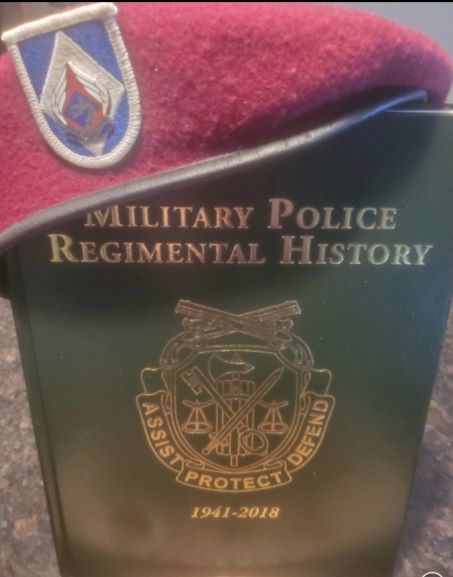 MILITARY POLICE
REGIMENTAL HISTORY
ASSIST PROTECT DEFEND
1941-2018